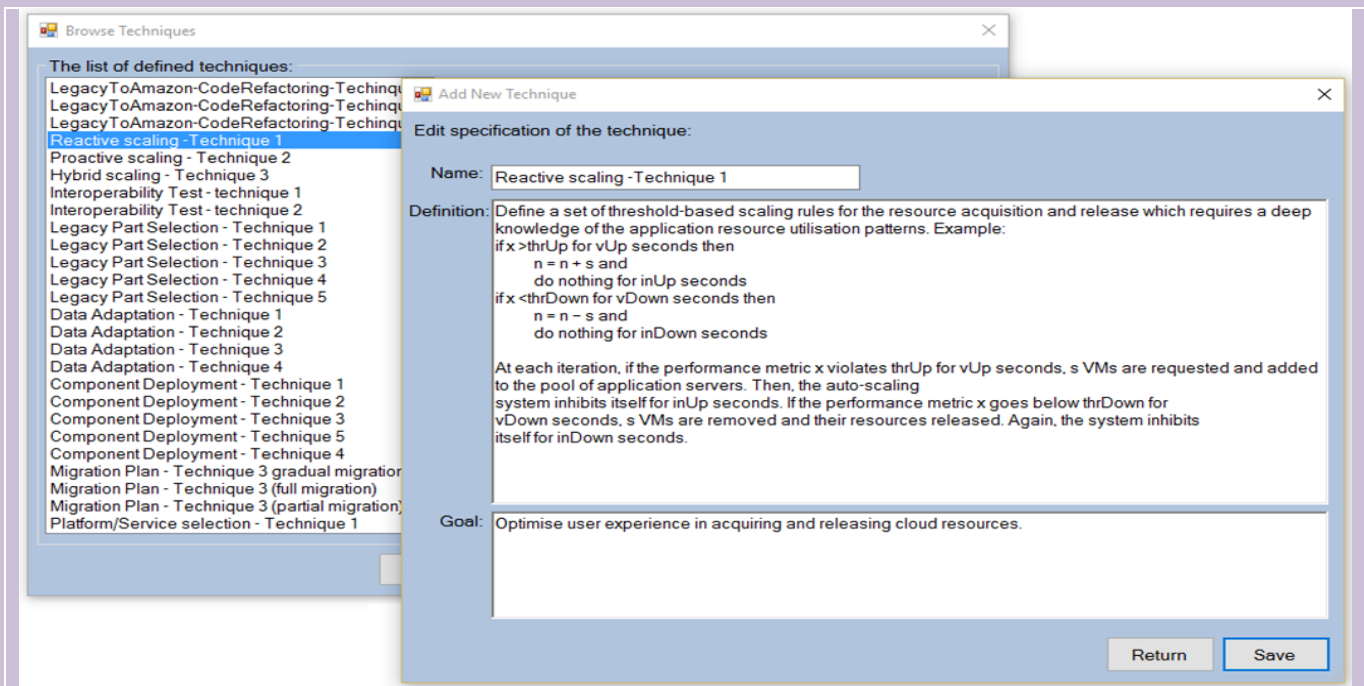 Browse Techniques
The list of defined techniques:
LegacyToAmazon-CodeRefactoring-Techinqu
LegacyToAmazon-CodeRefactoring-Techinqu
LegacyToAmazon-CodeRefactoring-Techinqu
Reactive scaling -Technique 1
Proactive scaling - Technique 2
Hybrid scaling - Technique 3
Interoperability Test - technique 1
Interoperability Test - technique 2
Legacy Part Selection - Technique 1
Legacy Part Selection - Technique 2
Legacy Part Selection - Technique 3
Legacy Part Selection - Technique 4
Legacy Part Selection - Technique 5
Data Adaptation - Technique 1
Data Adaptation - Technique 2
Data Adaptation - Technique 3
Data Adaptation - Technique 4
Component Deployment - Technique 1
Component Deployment - Technique 2
Component Deployment - Technique 3
Component Deployment - Technique 5
Component Deployment - Technique 4
Migration Plan - Technique 3 gradual migration
Migration Plan - Technique 3 (full migration)
Migration Plan - Technique 3 (partial migration)
Platform/Service selection - Technique 1
Add New Technique
Edit specification of the technique:
Name: Reactive scaling -Technique 1
Definition: Define a set of threshold-based scaling rules for the resource acquisition and release which requires a deep
knowledge of the application resource utilisation patterns. Example:
if x >thrUp for vUp seconds then
n = n + s and
do nothing for inUp seconds
if x <thrDown for vDown seconds then
n = n − s and
do nothing for inDown seconds
At each iteration, if the performance metric x violates thrUp for vUp seconds, s VMs are requested and added
to the pool of application servers. Then, the auto-scaling
system inhibits itself for inUp seconds. If the performance metric x goes below thrDown for
vDown seconds, s VMs are removed and their resources released. Again, the system inhibits
itself for inDown seconds.
Goal: Optimise user experience in acquiring and releasing cloud resources.
Return Save